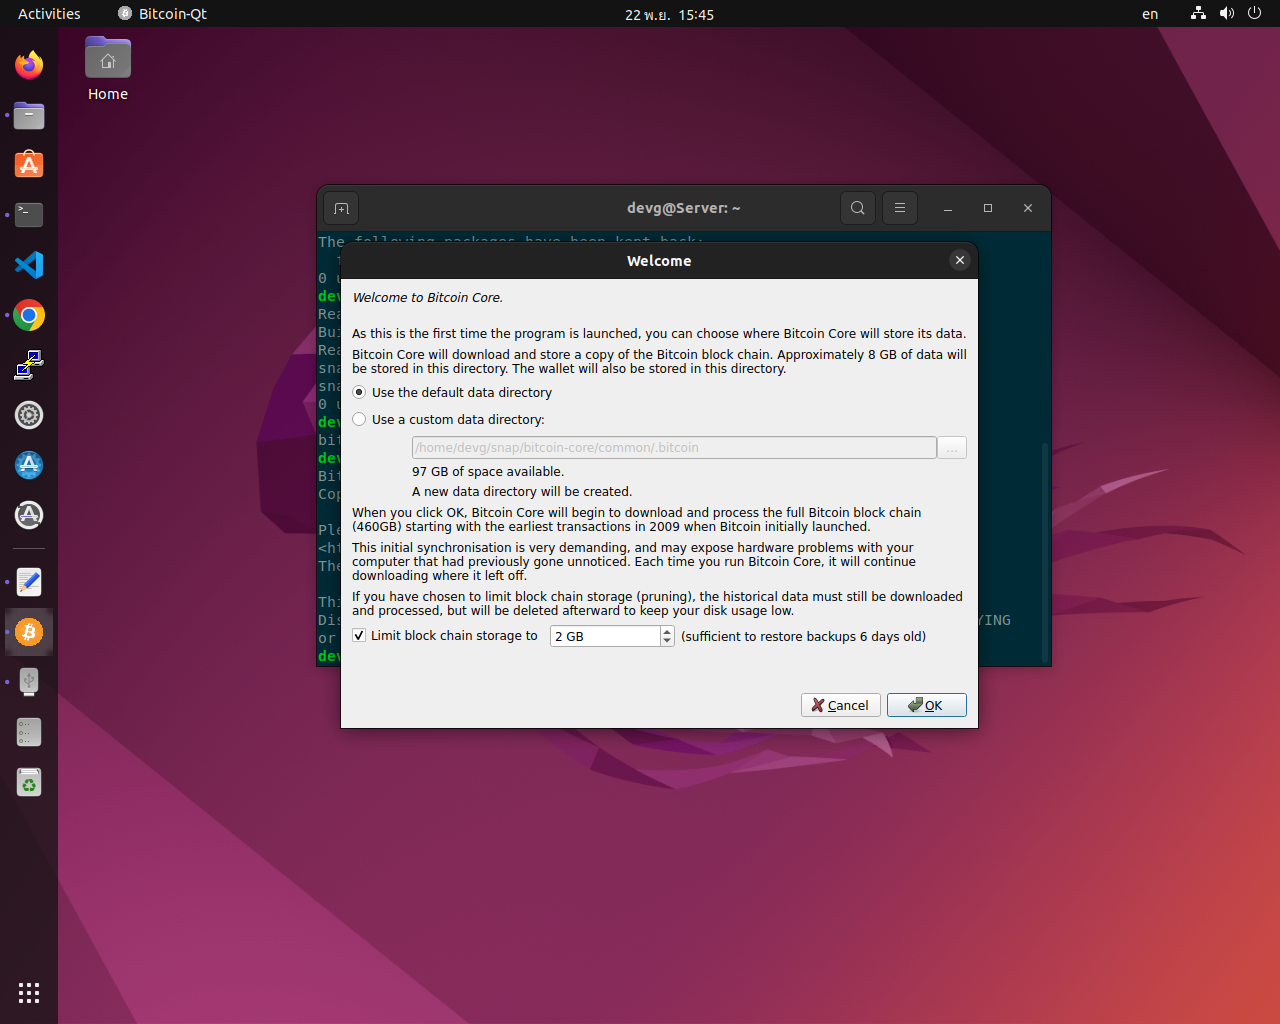 Activities
Bitcoin-Qt
22 พ.ย. 15:45
en
Home
devg@Server: ~
The following packages have been kept back:
Welcome
0 u
dev
Rea
Bui
Rea
sna
sna
0 u
dev
bit
dev
Bit
Cop
Ple
<ht
The
Thi
Dis
YING
or
dev
Welcome to Bitcoin Core.
As this is the first time the program is launched, you can choose where Bitcoin Core will store its data.
Bitcoin Core will download and store a copy of the Bitcoin block chain. Approximately 8 GB of data will
be stored in this directory. The wallet will also be stored in this directory.
Use the default data directory
Use a custom data directory:
/home/devg/snap/bitcoin-core/common/.bitcoin
...
97 GB of space available.
A new data directory will be created.
When you click OK, Bitcoin Core will begin to download and process the full Bitcoin block chain
(460GB) starting with the earliest transactions in 2009 when Bitcoin initially launched.
This initial synchronisation is very demanding, and may expose hardware problems with your
computer that had previously gone unnoticed. Each time you run Bitcoin Core, it will continue
downloading where it left off.
If you have chosen to limit block chain storage (pruning), the historical data must still be downloaded
and processed, but will be deleted afterward to keep your disk usage low.
Limit block chain storage to 2 GB (sufficient to restore backups 6 days old)
Cancel
OK